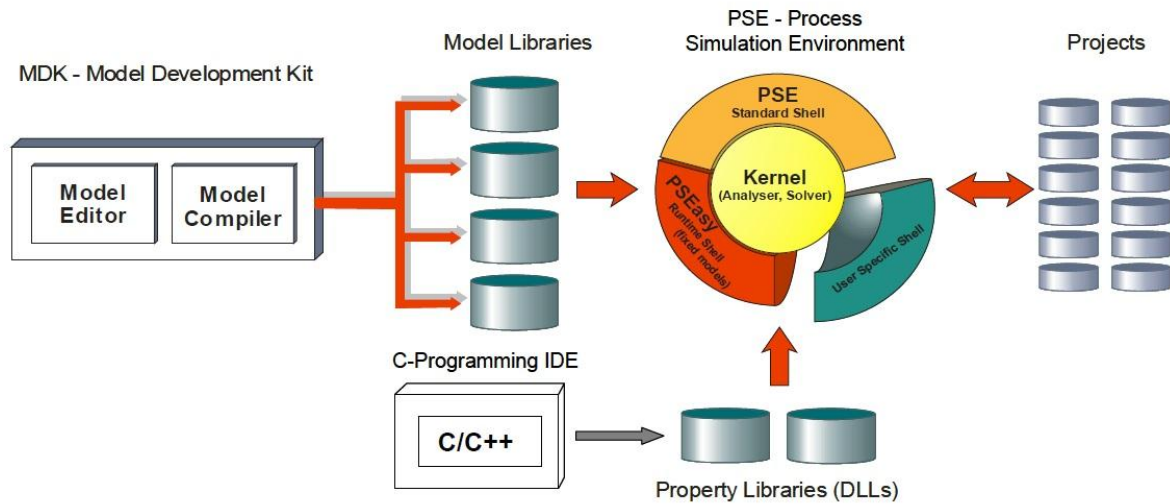 PSE - Process
Simulation Environment
Model Libraries
Projects
MDK - Model Development Kit
Model
Editor
Model
Compiler
PSE
Standard Shell
Kernel
(Analyser, Solver)
PSEasy
Runtime Shell
(fixed models)
User Specific Shell
C-Programming IDE
C/C++
Property Libraries (DLLs)